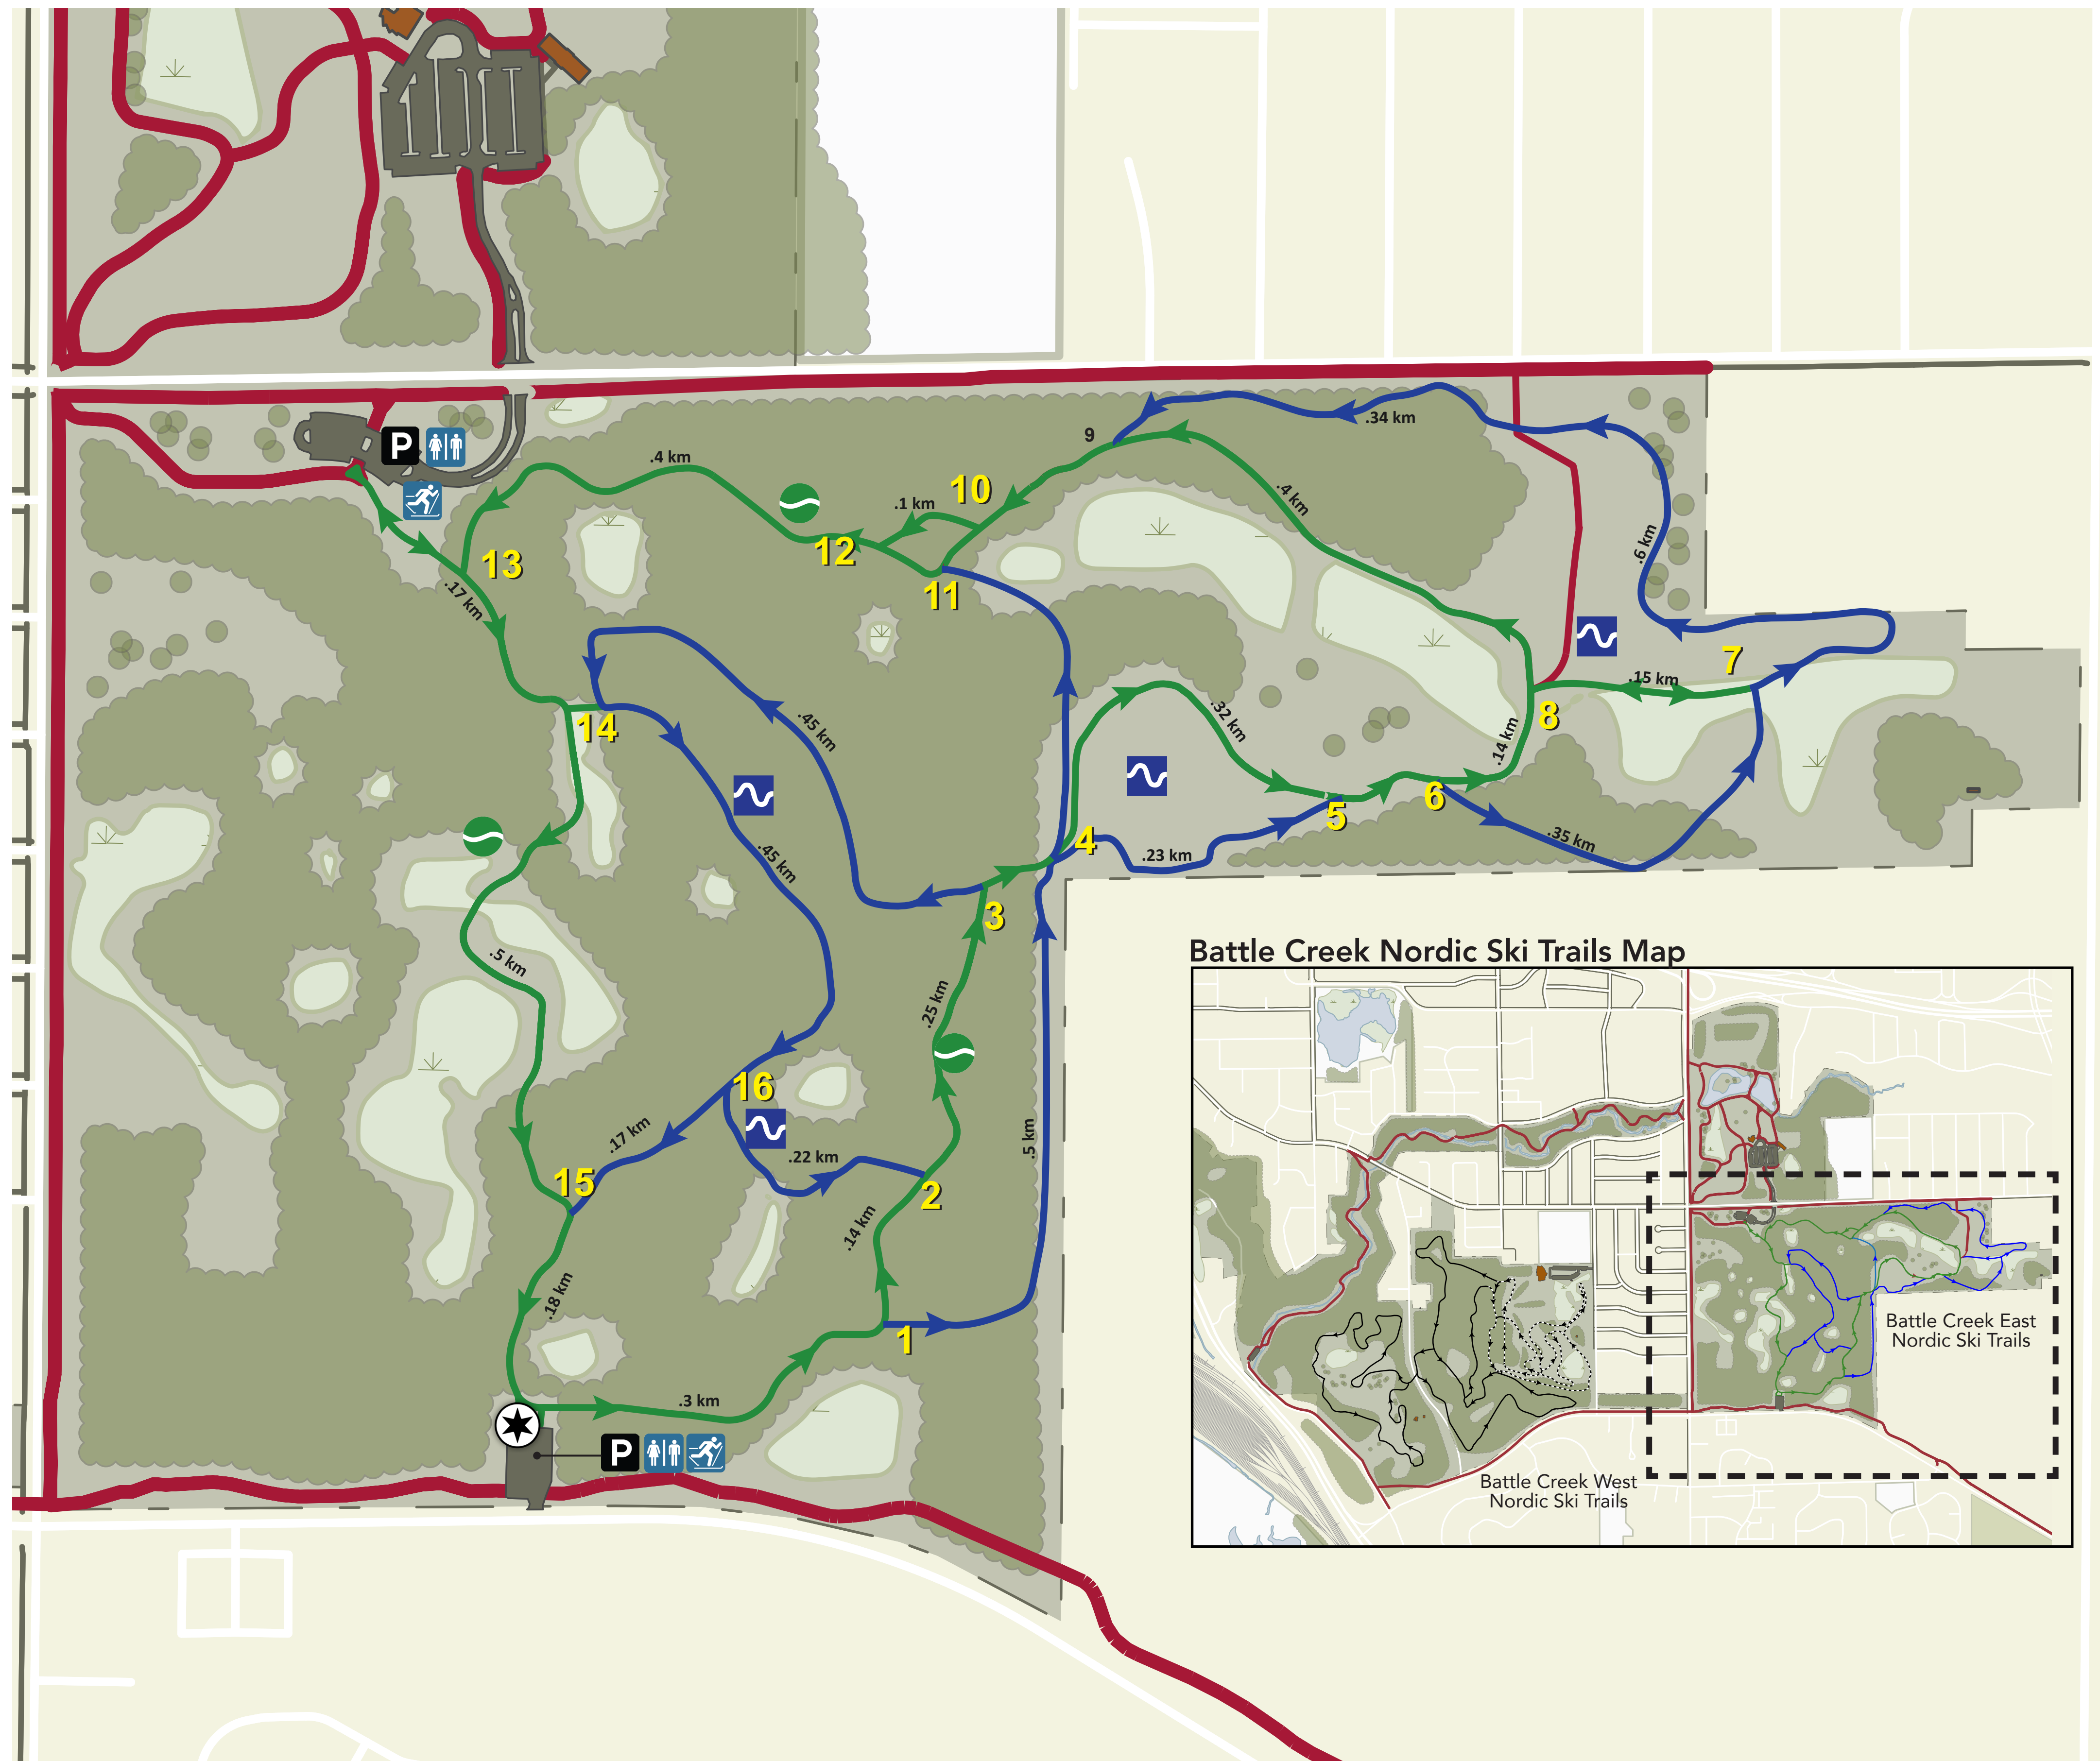 P
9
.34 km
.4 km
10
.1 km
.4 km
12
.6 km
13
11
.17 km
7
.15 km
14
8
.45 km
.32 km
.14 km
6
5
4
.35 km
.23 km
.45 km
3
.5 km
Battle Creek Nordic Ski Trails Map
.25 km
16
.17 km
.5 km
.22 km
15
2
.14 km
.18 km
1
.3 km
P
Battle Creek East
Nordic Ski Trails
Battle Creek West
Nordic Ski Trails